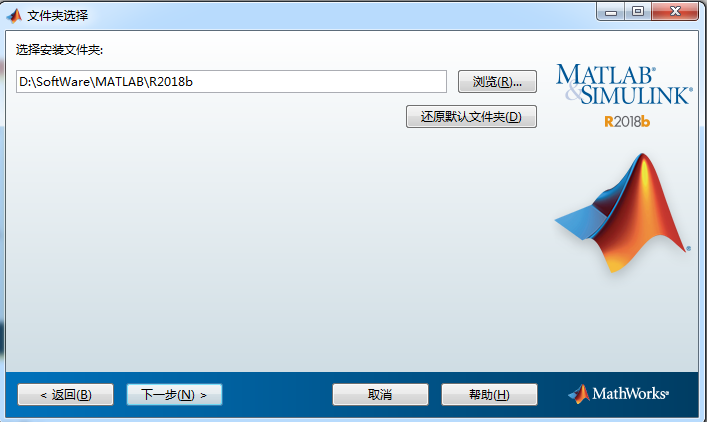 文件夹选择
选择安装文件夹:
D:\SoftWare\MATLAB\R2018b
浏览(R)...
还原默认文件夹(D)
MATLAB®
&SIMULINK®
R2018b
®
< 返回(B)
下一步(N) >
取消
帮助(H)
MathWorks®